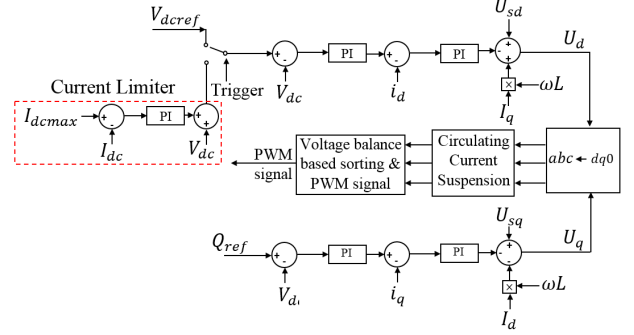 V_dcref
U_sd
PI
PI
U_d
Trigger
V_dc
i_d
× ωL
I_q
Current Limiter
I_dcmax
PI
I_dc
V_dc
PWM signal
Voltage balance
based sorting &
PWM signal
Circulating
Current
Suspension
abc ← dq0
U_sq
Q_ref
PI
PI
U_q
V_d
i_q
× ωL
I_d